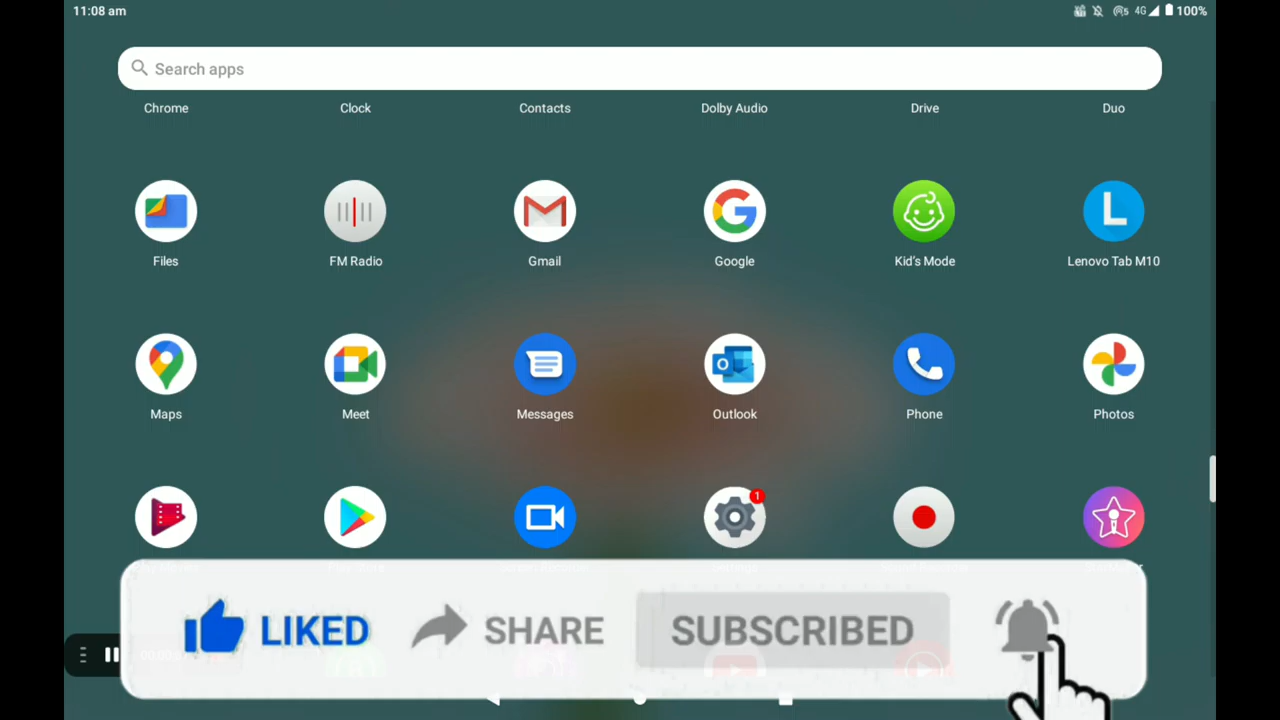 11:08 am
4G 100%
Search apps
Chrome Clock Contacts Dolby Audio Drive Duo
Files FM Radio Gmail Google Kid's Mode Lenovo Tab M10
L
Maps Meet Messages Outlook Phone Photos
1
LIKED SHARE SUBSCRIBED